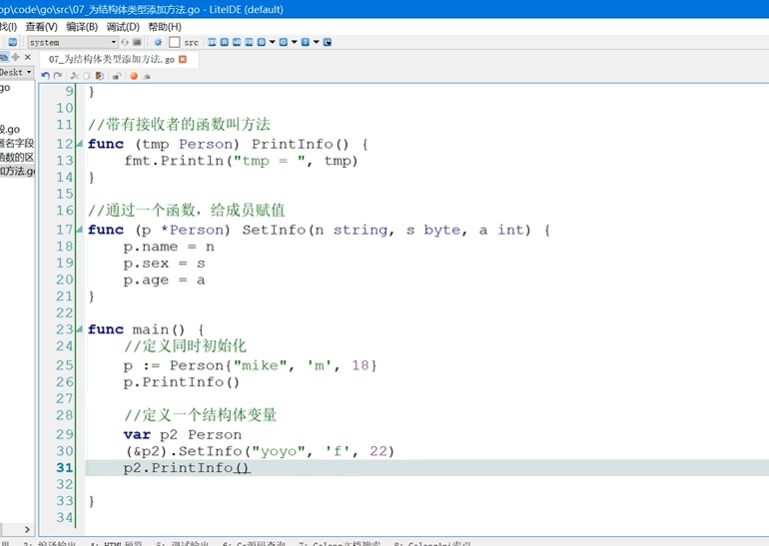 op\code\go\src\07_为结构体类型添加方法.go - LiteIDE (default)
找(I) 查看(V) 编译(B) 调试(D) 帮助(H)
system src
07_为结构体类型添加方法.go
Deskt
go
9 }
10
11 //带有接收者的函数叫方法
段.go
12 func (tmp Person) PrintInfo() {
匿名字段
13 fmt.Println("tmp = ", tmp)
函数的区
14 }
加方法.go
15
16 //通过一个函数，给成员赋值
17 func (p *Person) SetInfo(n string, s byte, a int) {
18 p.name = n
19 p.sex = s
20 p.age = a
21 }
22
23 func main() {
24 //定义同时初始化
25 p := Person{"mike", 'm', 18}
26 p.PrintInfo()
27
28 //定义一个结构体变量
29 var p2 Person
30 (&p2).SetInfo("yoyo", 'f', 22)
31 p2.PrintInfo()
32
33 }
34